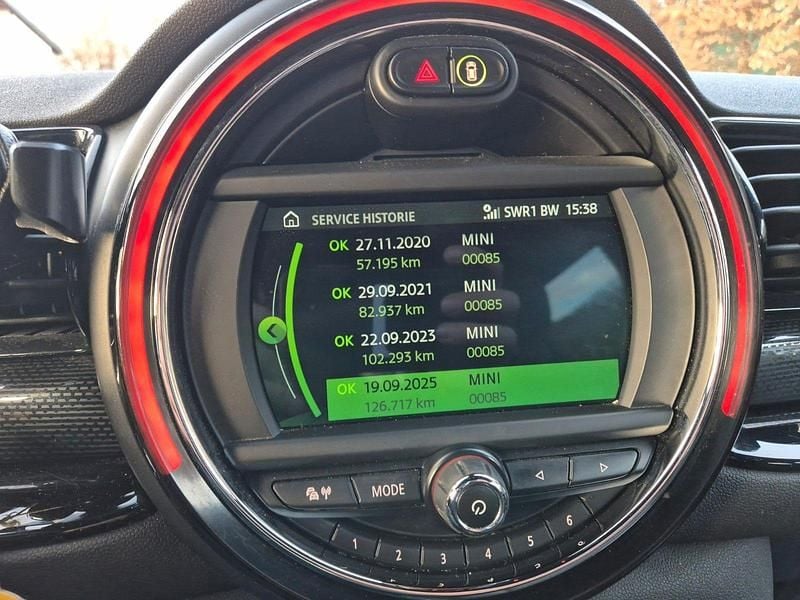 SERVICE HISTORIE SWR1 BW 15:38
OK 27.11.2020 MINI
57.195 km 00085
OK 29.09.2021 MINI
82.937 km 00085
OK 22.09.2023 MINI
102.293 km 00085
OK 19.09.2025 MINI
126.717 km 00085
MODE
1 2 3 4 5 6